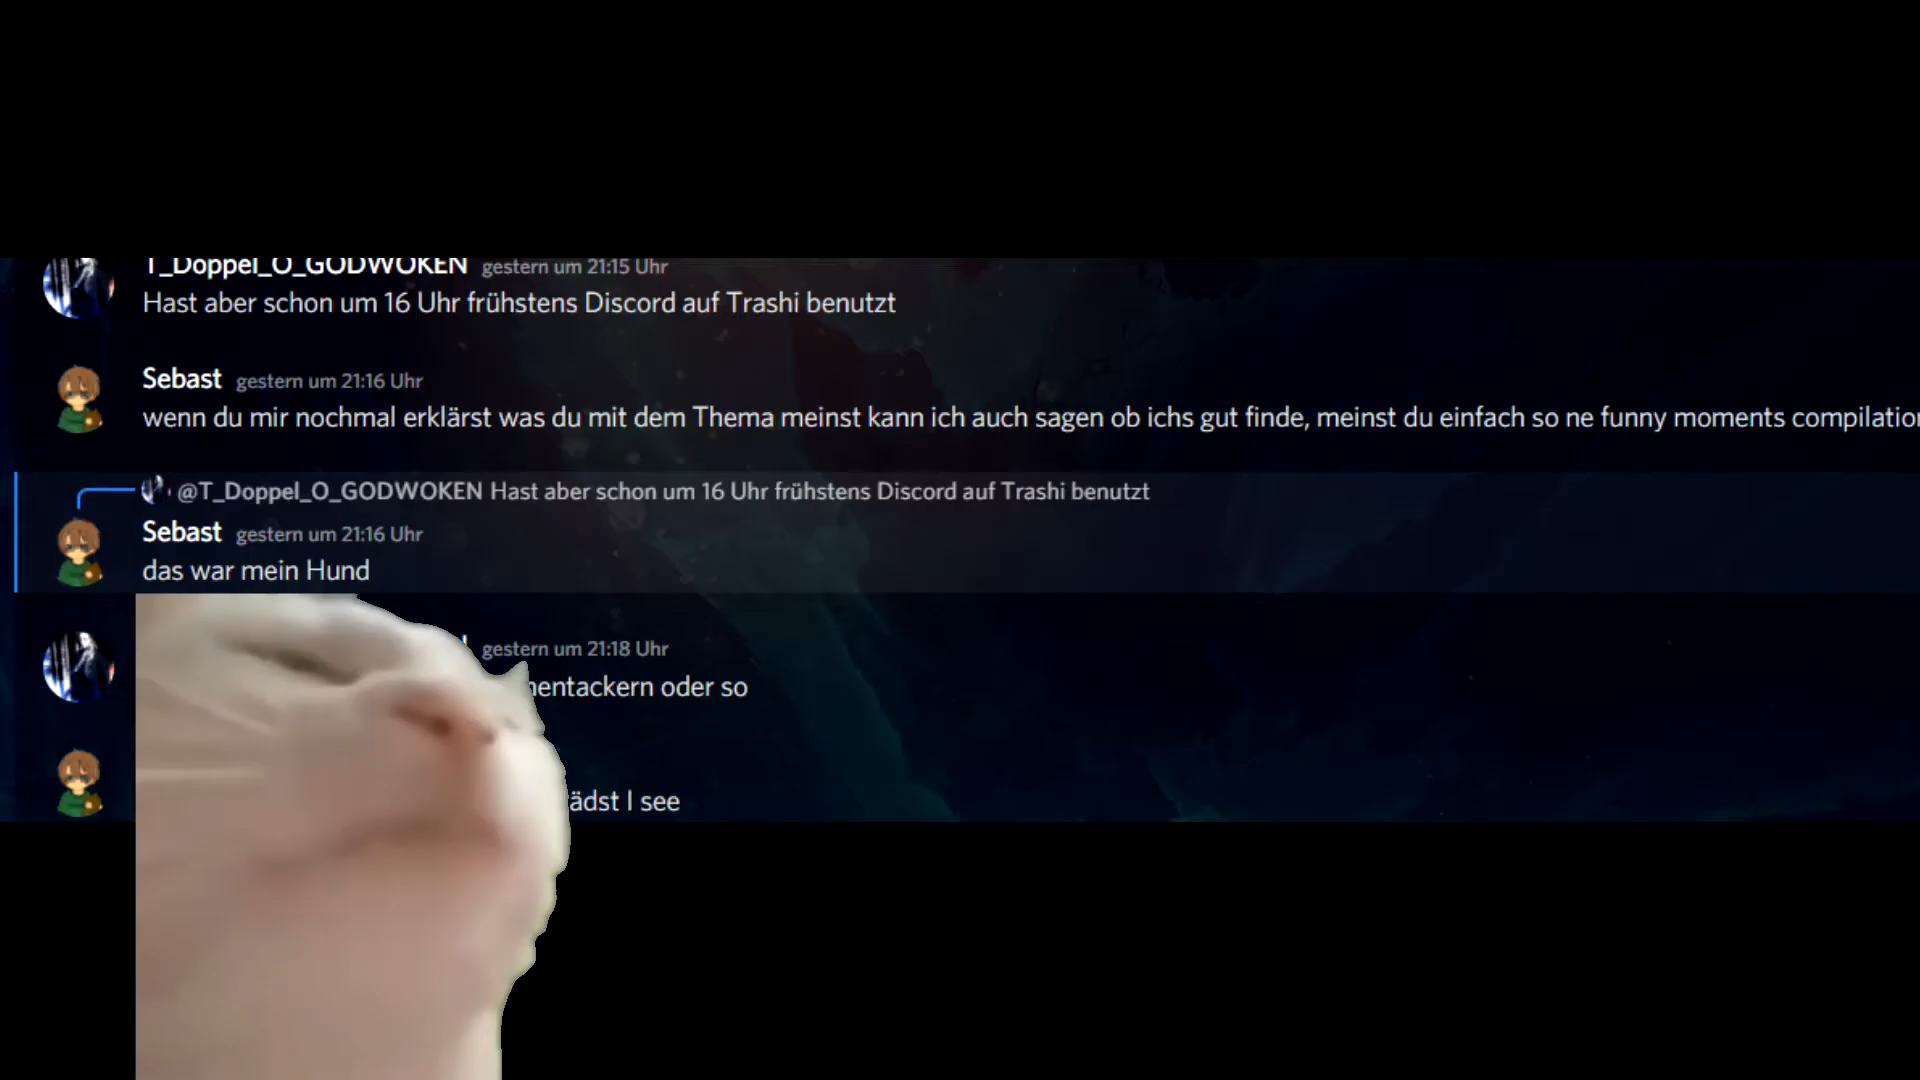 T_Doppel_O_GODWOKEN gestern um 21:15 Uhr
Hast aber schon um 16 Uhr frühstens Discord auf Trashi benutzt
Sebast gestern um 21:16 Uhr
wenn du mir nochmal erklärst was du mit dem Thema meinst kann ich auch sagen ob ichs gut finde, meinst du einfach so ne funny moments compilation
@T_Doppel_O_GODWOKEN Hast aber schon um 16 Uhr frühstens Discord auf Trashi benutzt
Sebast gestern um 21:16 Uhr
das war mein Hund
gestern um 21:18 Uhr
oder so
I see